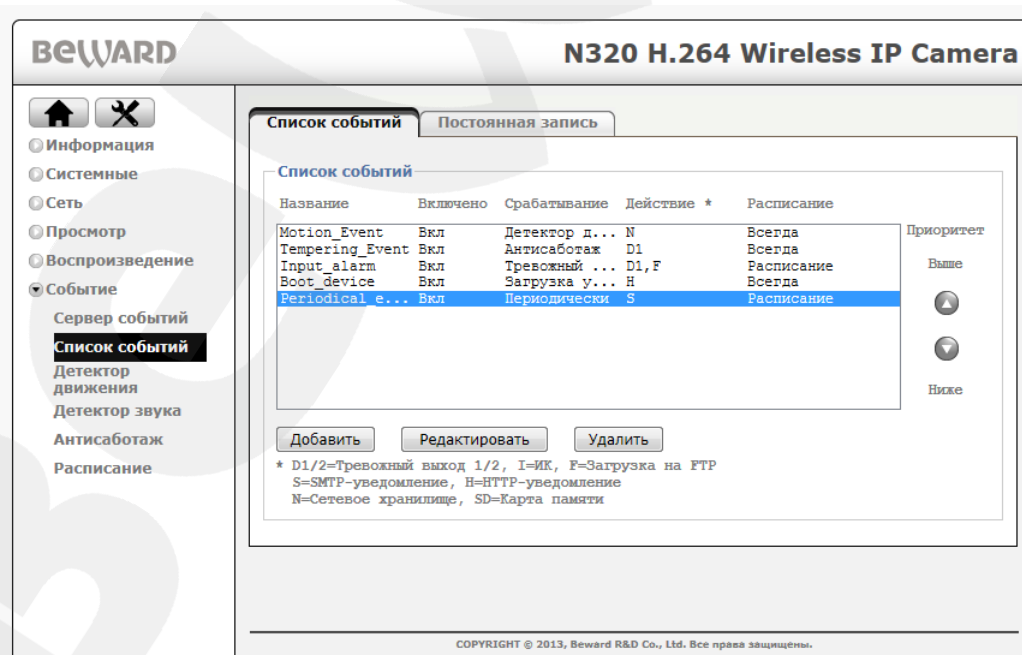 BEWARD
N320 H.264 Wireless IP Camera
Информация
Системные
Сеть
Просмотр
Воспроизведение
Событие
Сервер событий
Список событий
Детектор
движения
Детектор звука
Антисаботаж
Расписание
Список событий Постоянная запись
Список событий
Название Включено Срабатывание Действие * Расписание
Motion_Event Вкл Детектор д... N Всегда
Tempering_Event Вкл Антисаботаж D1 Всегда
Input_alarm Вкл Тревожный ... D1,F Расписание
Boot_device Вкл Загрузка у... H Всегда
Periodical_e... Вкл Периодически S Расписание
Приоритет
Выше
Ниже
Добавить Редактировать Удалить
* D1/2=Тревожный выход 1/2, I=ИК, F=Загрузка на FTP
S=SMTP-уведомление, H=HTTP-уведомление
N=Сетевое хранилище, SD=Карта памяти
COPYRIGHT © 2013, Beward R&D Co., Ltd. Все права защищены.